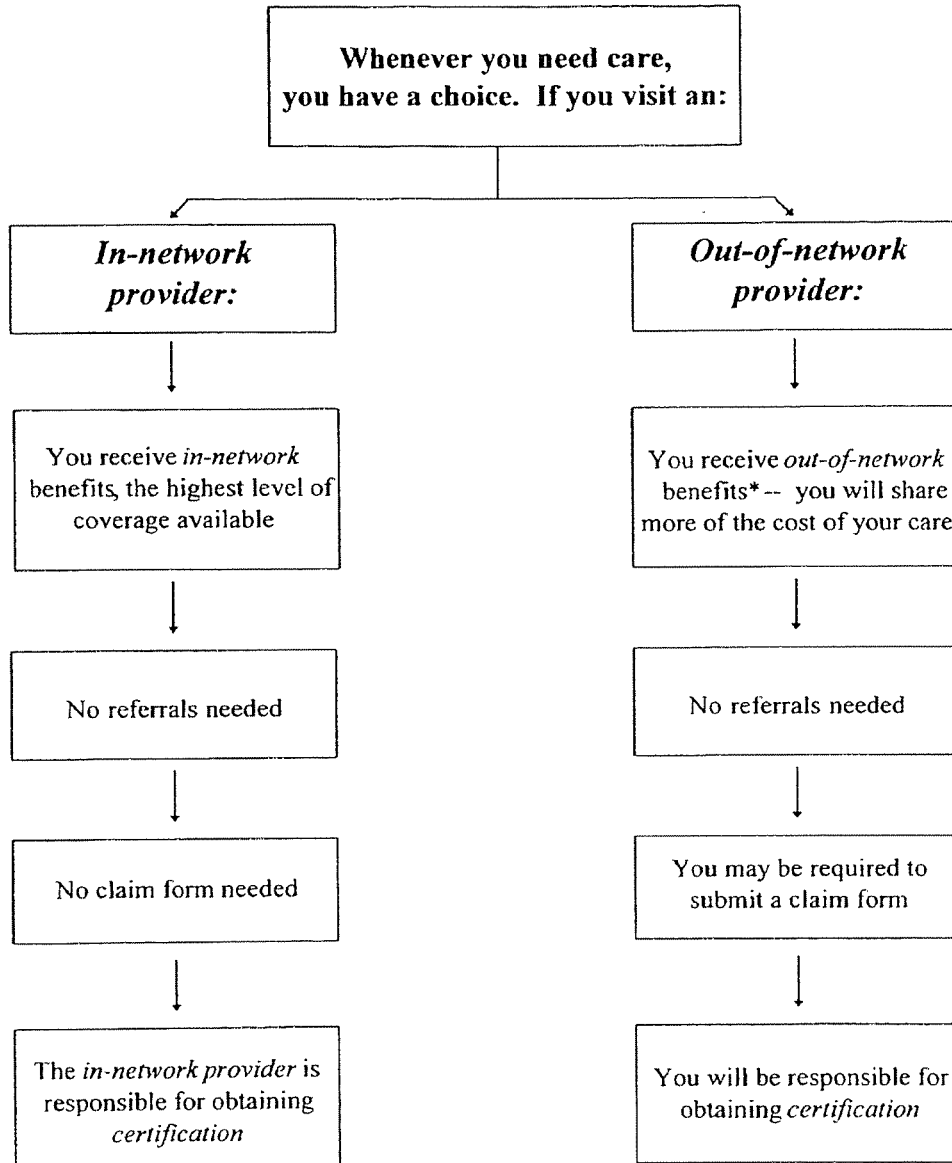 Whenever you need care,
you have a choice. If you visit an:
In-network
provider:
You receive in-network
benefits, the highest level of
coverage available
No referrals needed
No claim form needed
The in-network provider is
responsible for obtaining
certification
Out-of-network
provider:
You receive out-of-network
benefits* -- you will share
more of the cost of your care
No referrals needed
You may be required to
submit a claim form
You will be responsible for
obtaining certification